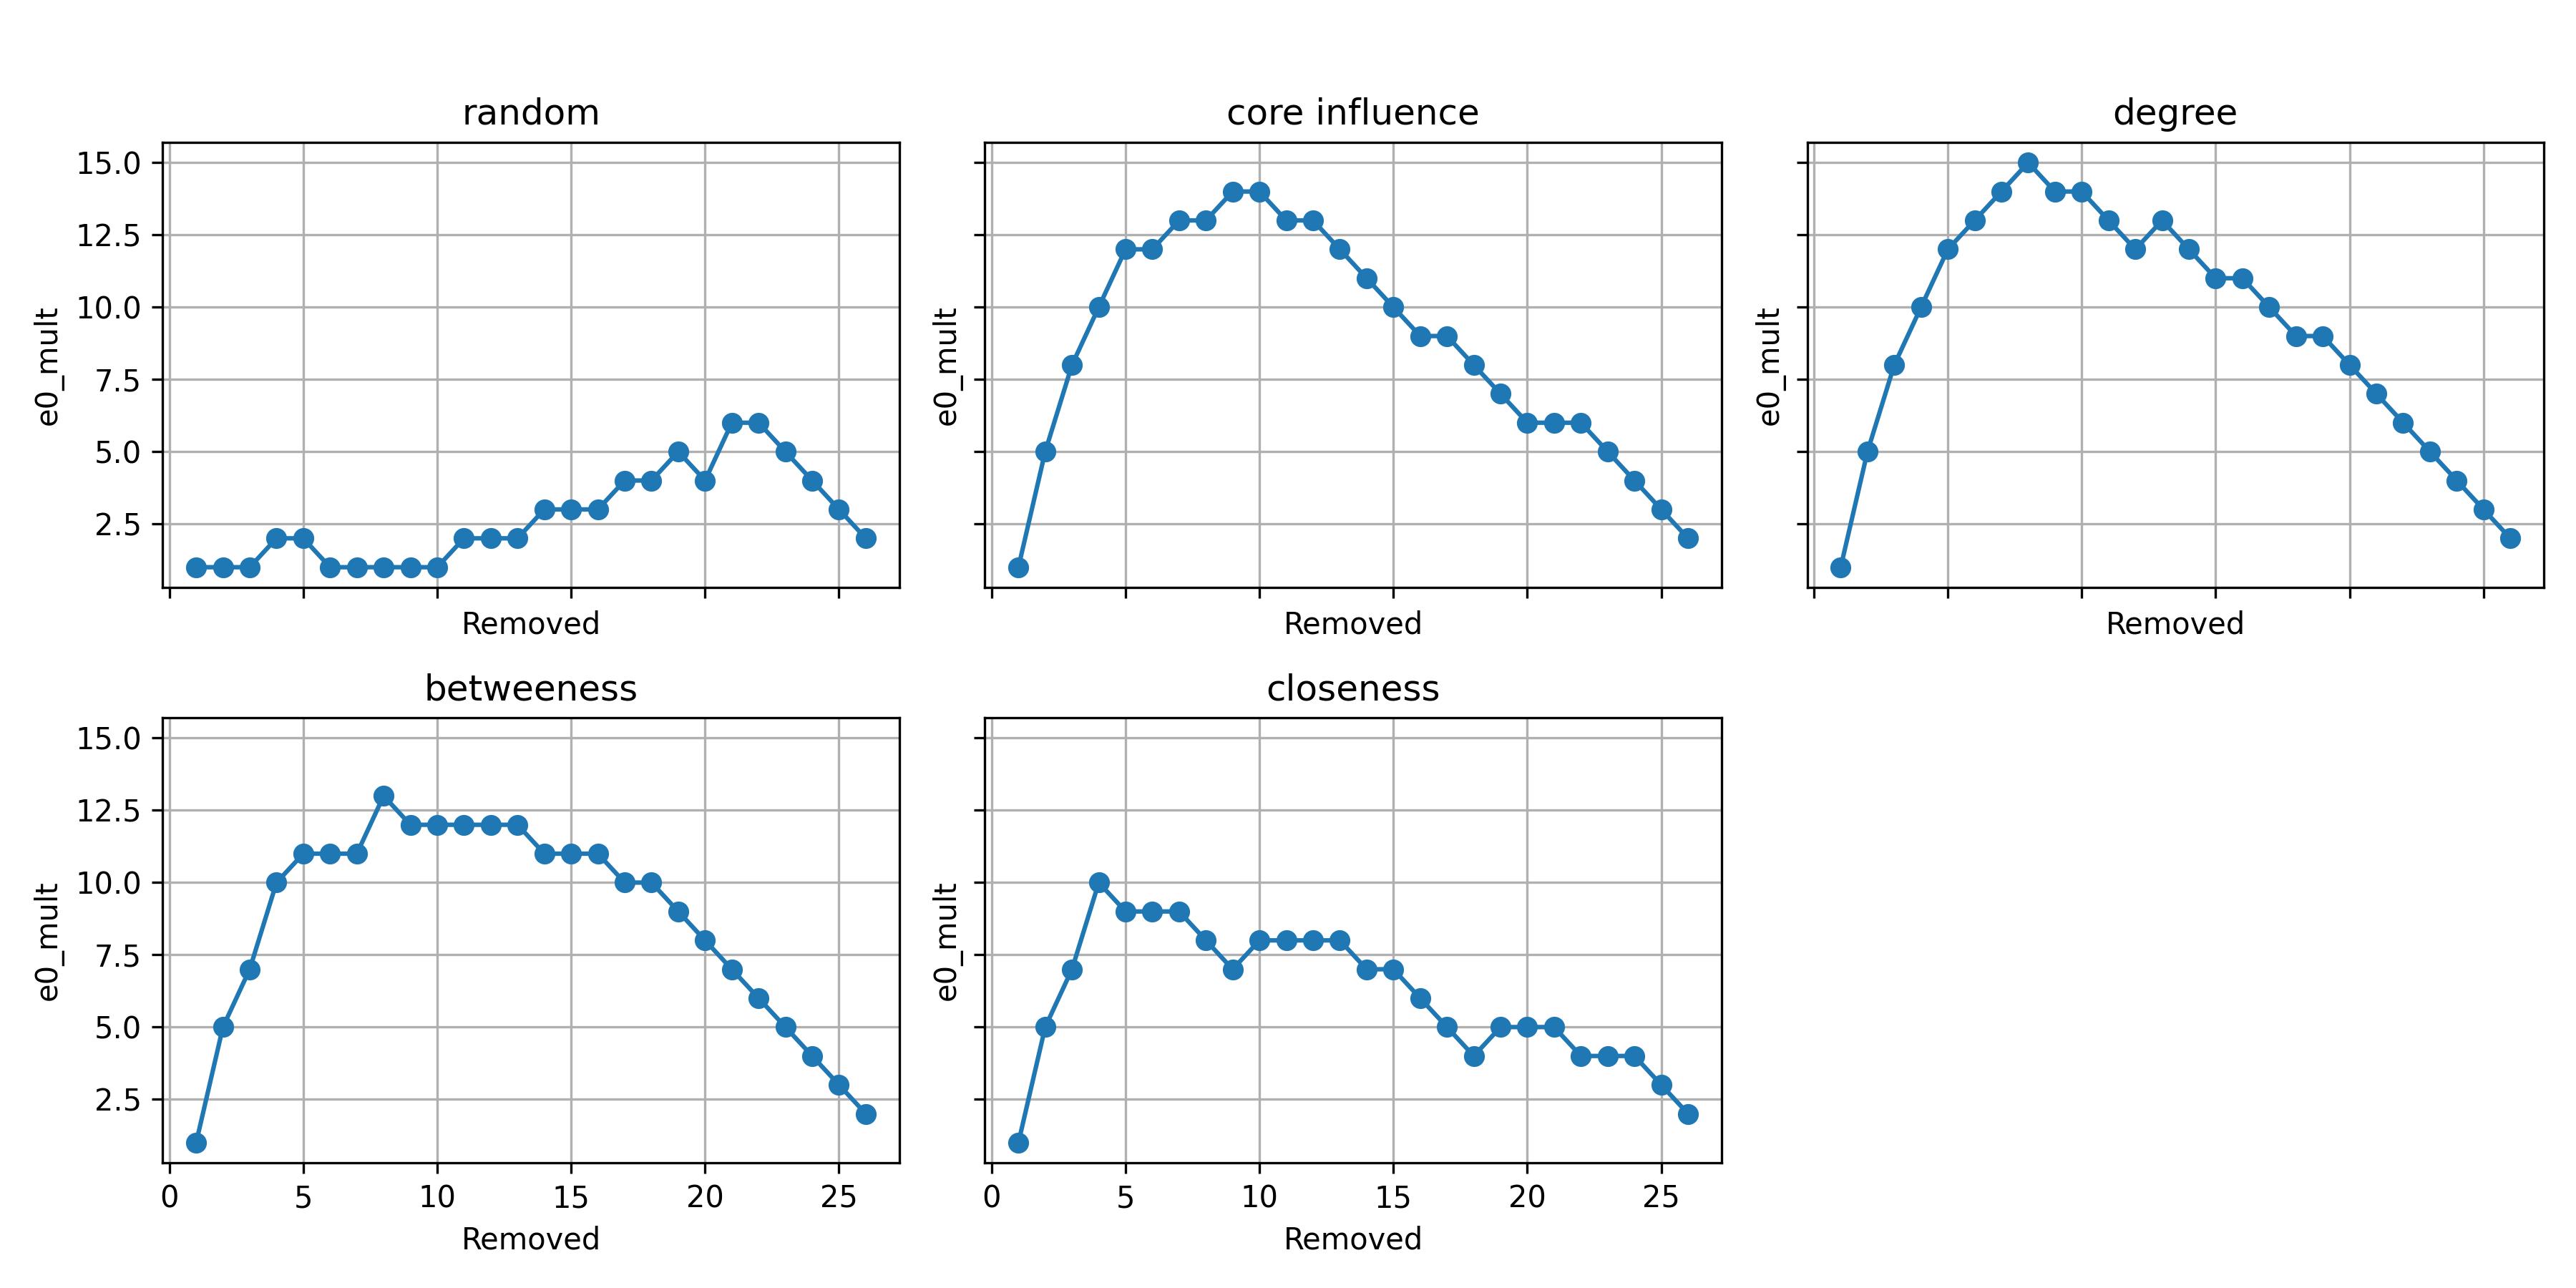 random
core influence
degree
15.0
12.5
10.0
7.5
5.0
2.5
e0_mult
e0_mult
e0_mult
Removed
Removed
Removed
betweeness
closeness
15.0
12.5
10.0
7.5
5.0
2.5
e0_mult
e0_mult
0 5 10 15 20 25
0 5 10 15 20 25
Removed
Removed